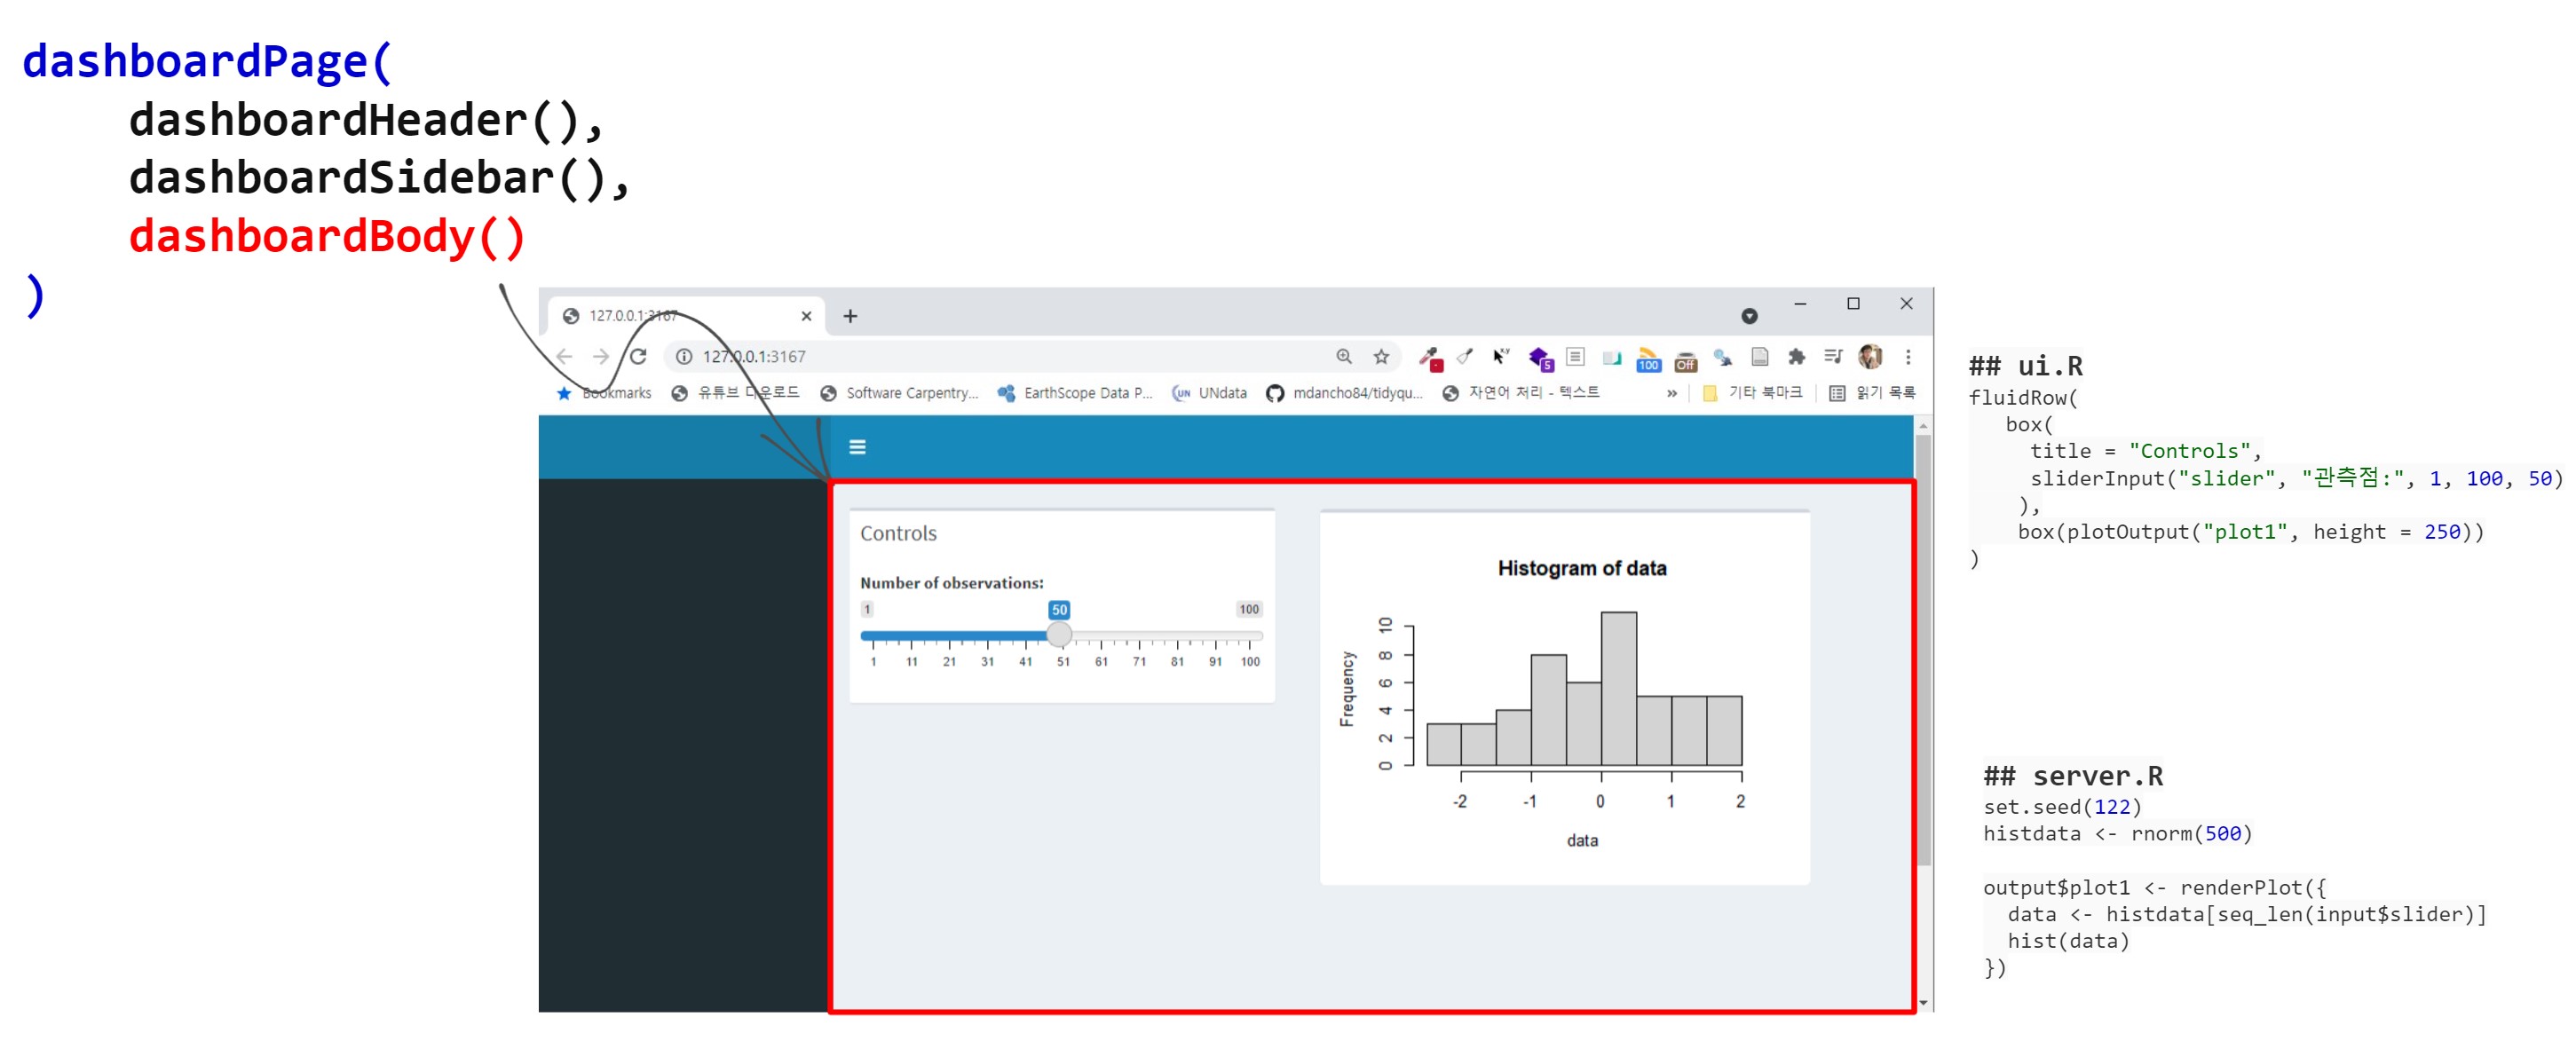 dashboardPage(
dashboardHeader(),
dashboardSidebar(),
dashboardBody()
)
127.0.0.1:3167
127.0.0.1:3167
5
100
Off
Bookmarks
유튜브 다운로드
Software Carpentry...
EarthScope Data P...
UN
UNdata
mdancho84/tidyqu...
자연어 처리 - 텍스트
»
기타 북마크
읽기 목록
Controls
Number of observations:
1 50 100
1 11 21 31 41 51 61 71 81 91 100
Histogram of data
Frequency
0 2 4 6 8 10
-2 -1 0 1 2
data
## ui.R
fluidRow(
box(
title = "Controls",
sliderInput("slider", "관측점:", 1, 100, 50)
),
box(plotOutput("plot1", height = 250))
)
## server.R
set.seed(122)
histdata <- rnorm(500)
output$plot1 <- renderPlot({
data <- histdata[seq_len(input$slider)]
hist(data)
})